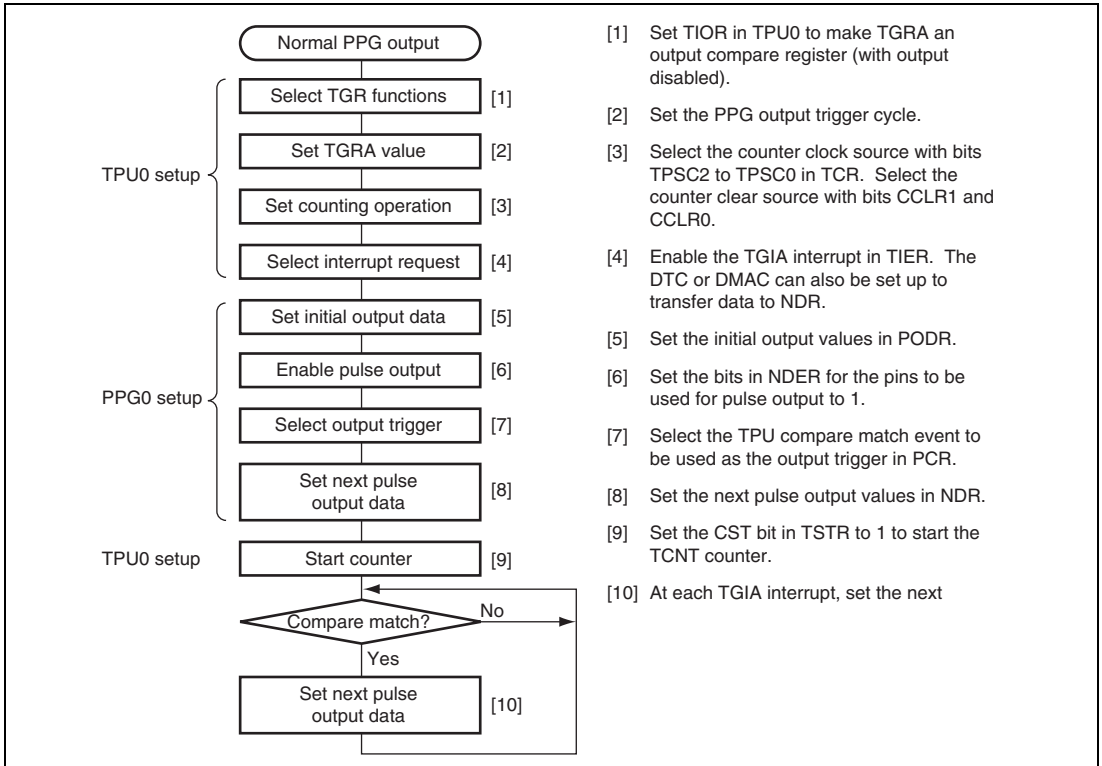 Normal PPG output
TPU0 setup
Select TGR functions [1]
Set TGRA value [2]
Set counting operation [3]
Select interrupt request [4]
PPG0 setup
Set initial output data [5]
Enable pulse output [6]
Select output trigger [7]
Set next pulse
output data [8]
TPU0 setup
Start counter [9]
Compare match? No
Yes
Set next pulse
output data [10]
[1] Set TIOR in TPU0 to make TGRA an
output compare register (with output
disabled).
[2] Set the PPG output trigger cycle.
[3] Select the counter clock source with bits
TPSC2 to TPSC0 in TCR. Select the
counter clear source with bits CCLR1 and
CCLR0.
[4] Enable the TGIA interrupt in TIER. The
DTC or DMAC can also be set up to
transfer data to NDR.
[5] Set the initial output values in PODR.
[6] Set the bits in NDER for the pins to be
used for pulse output to 1.
[7] Select the TPU compare match event to
be used as the output trigger in PCR.
[8] Set the next pulse output values in NDR.
[9] Set the CST bit in TSTR to 1 to start the
TCNT counter.
[10] At each TGIA interrupt, set the next